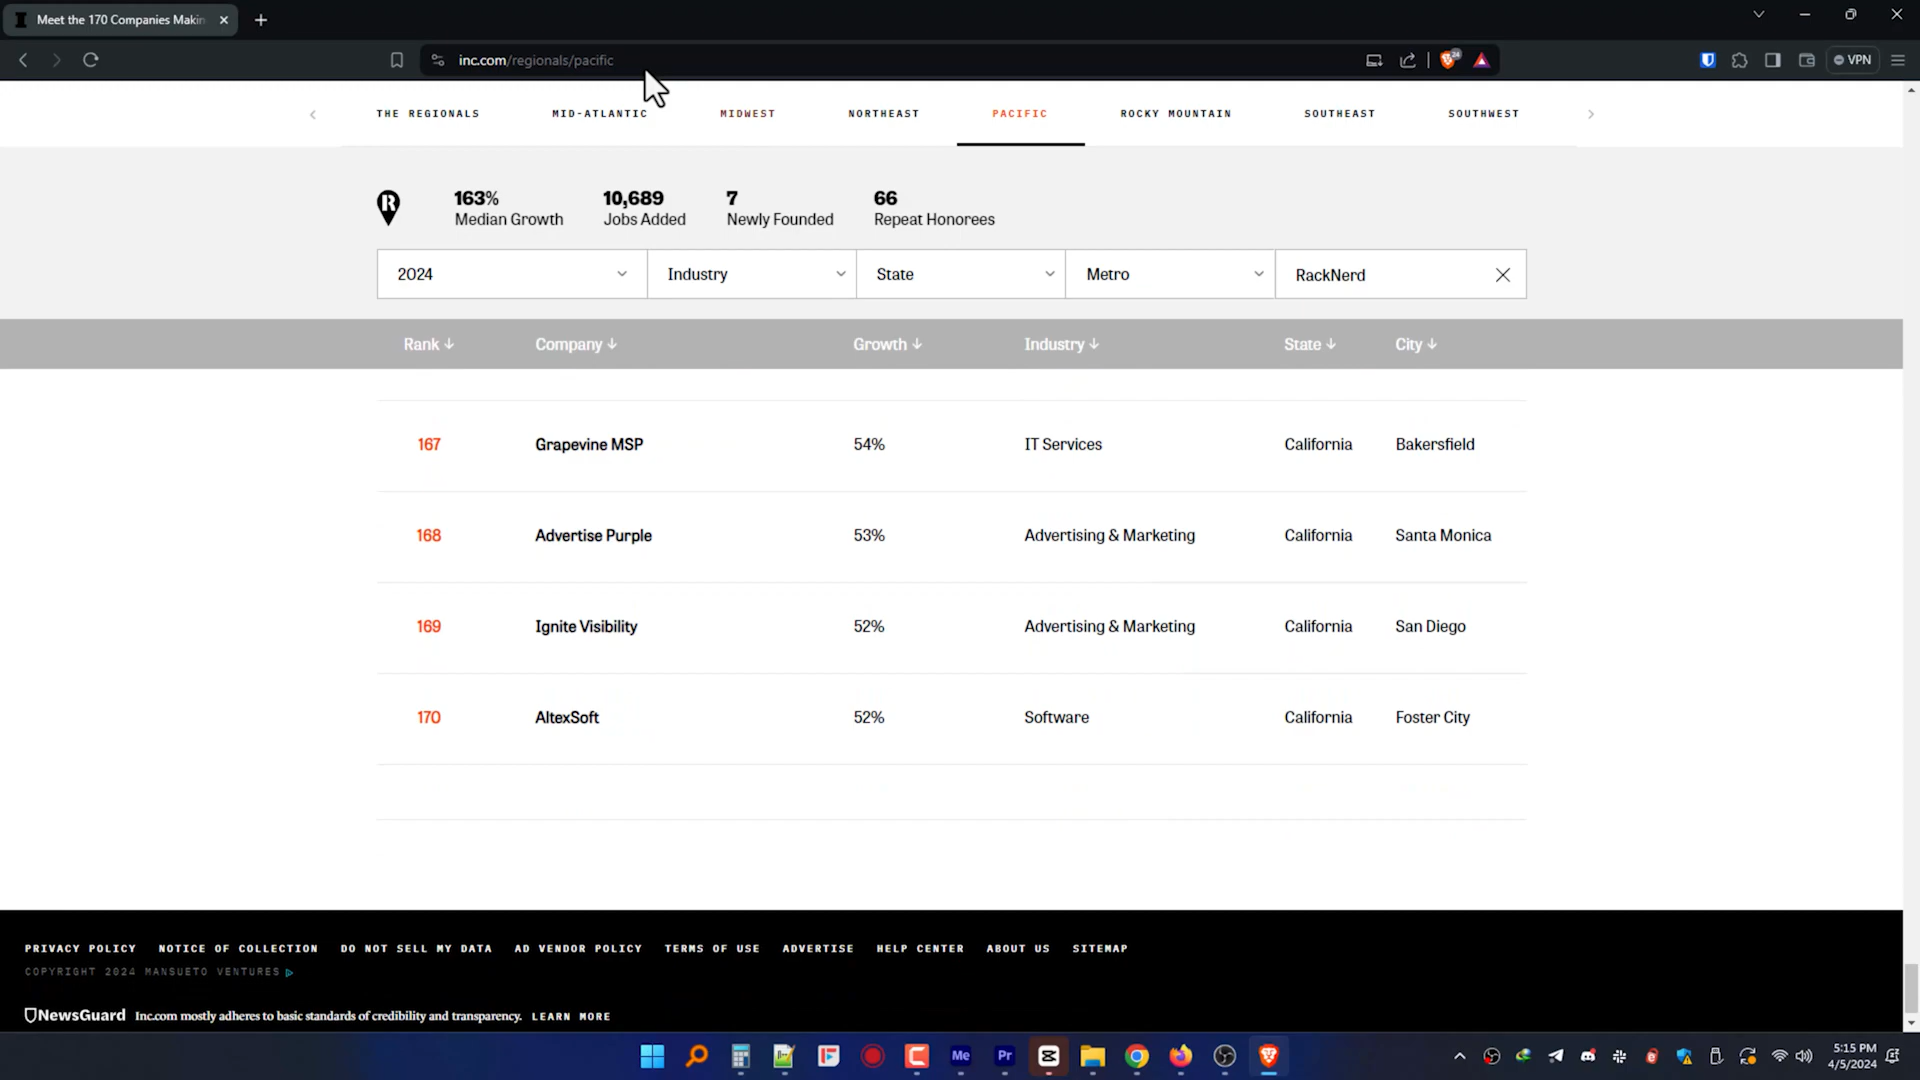 Meet the 170 Companies Makin
inc.com/regionals/pacific
24
VPN
THE REGIONALS MID-ATLANTIC MIDWEST NORTHEAST PACIFIC ROCKY MOUNTAIN SOUTHEAST SOUTHWEST
R
163% 10,689 7 66
Median Growth Jobs Added Newly Founded Repeat Honorees
2024 Industry State Metro RackNerd
Rank Company Growth Industry State City
167 Grapevine MSP 54% IT Services California Bakersfield
168 Advertise Purple 53% Advertising & Marketing California Santa Monica
169 Ignite Visibility 52% Advertising & Marketing California San Diego
170 AltexSoft 52% Software California Foster City
PRIVACY POLICY NOTICE OF COLLECTION DO NOT SELL MY DATA AD VENDOR POLICY TERMS OF USE ADVERTISE HELP CENTER ABOUT US SITEMAP
COPYRIGHT 2024 MANSUETO VENTURES
NewsGuard Inc.com mostly adheres to basic standards of credibility and transparency. LEARN MORE
Me Pr
5:15 PM
4/5/2024